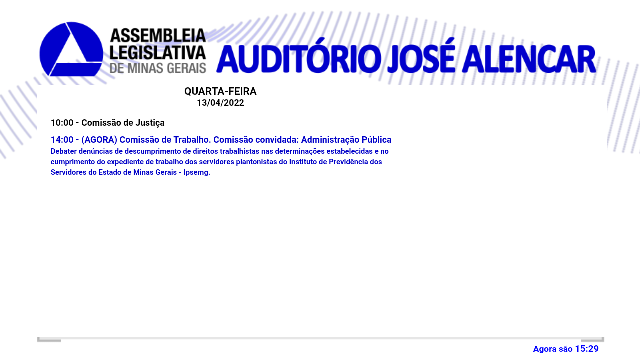 ASSEMBLEIA
LEGISLATIVA
DE MINAS GERAIS
AUDITÓRIO JOSÉ ALENCAR
QUARTA-FEIRA
13/04/2022
10:00 - Comissão de Justiça
14:00 - (AGORA) Comissão de Trabalho. Comissão convidada: Administração Pública
Debater denúncias de descumprimento de direitos trabalhistas nas determinações estabelecidas e no
cumprimento do expediente de trabalho dos servidores plantonistas do Instituto de Previdência dos
Servidores do Estado de Minas Gerais - Ipsemg.
Agora são 15:29